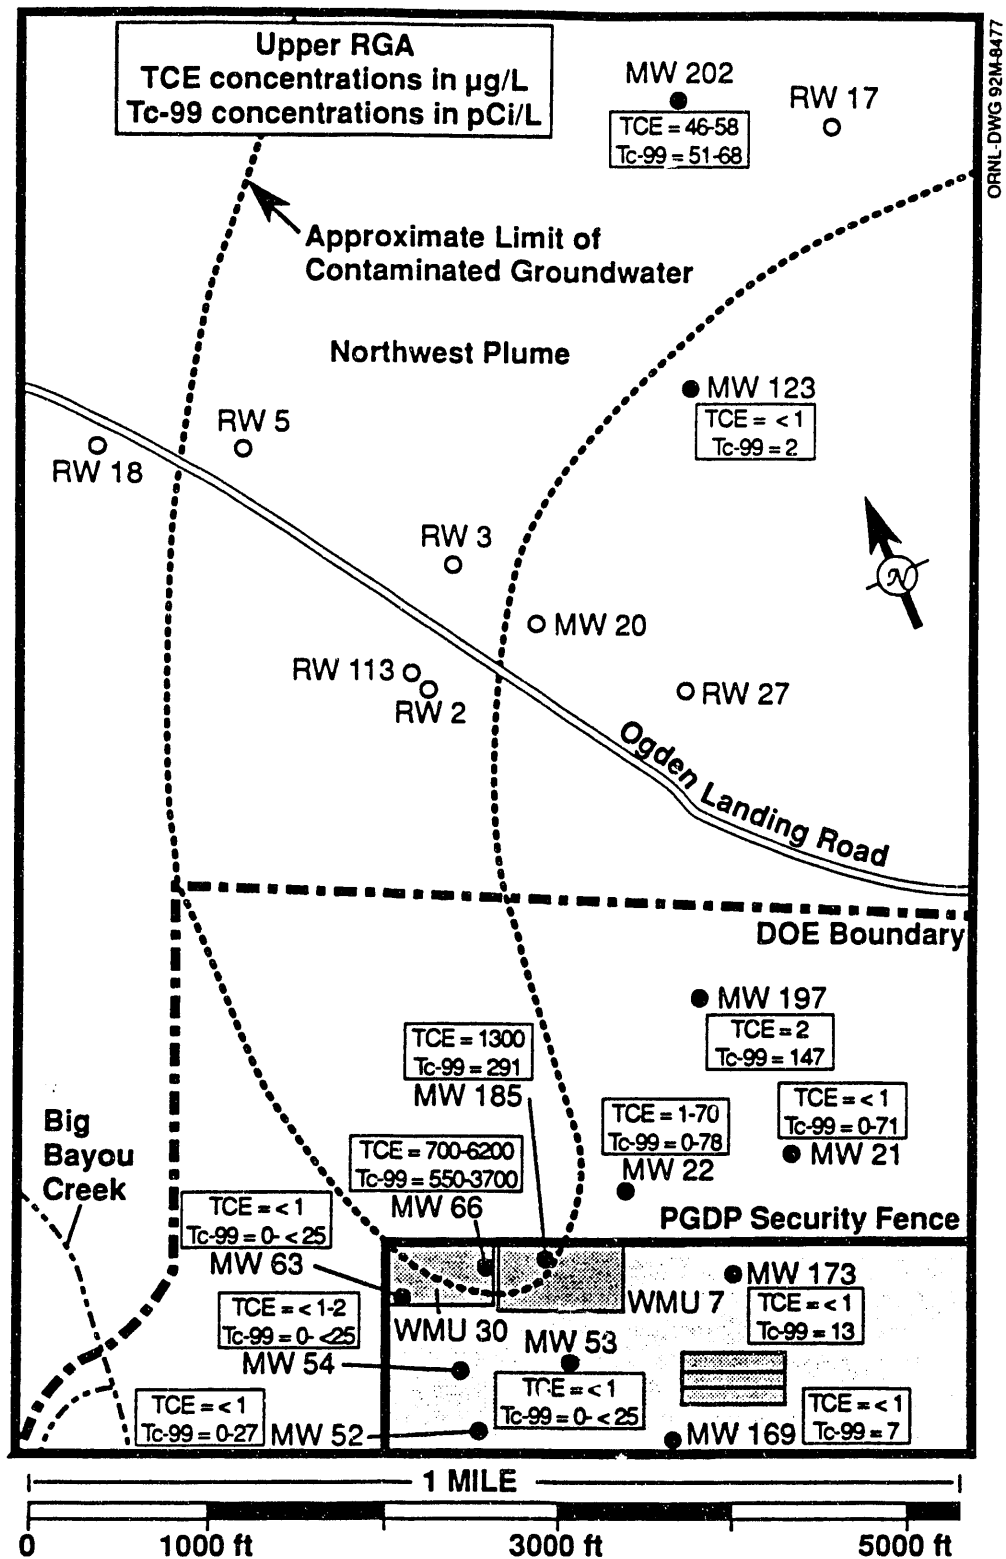 Upper RGA
TCE concentrations in µg/L
Tc-99 concentrations in pCi/L
ORNL-DWG 92M-8477
MW 202
TCE = 46-58
Tc-99 = 51-68
RW 17
Approximate Limit of
Contaminated Groundwater
Northwest Plume
MW 123
TCE = < 1
Tc-99 = 2
RW 5
RW 18
RW 3
N
MW 20
RW 113
RW 2
RW 27
Ogden Landing Road
DOE Boundary
MW 197
TCE = 2
Tc-99 = 147
TCE = 1300
Tc-99 = 291
MW 185
TCE = < 1
Tc-99 = 0-71
MW 21
TCE = 1-70
Tc-99 = 0-78
MW 22
Big
Bayou
Creek
TCE = 700-6200
Tc-99 = 550-3700
MW 66
TCE = < 1
Tc-99 = 0- < 25
MW 63
PGDP Security Fence
MW 173
TCE = < 1
Tc-99 = 13
WMU 7
WMU 30
TCE = < 1-2
Tc-99 = 0- <25
MW 54
MW 53
TCE = < 1
Tc-99 = 0- < 25
TCE = < 1
Tc-99 = 0-27
MW 52
MW 169
TCE = < 1
Tc-99 = 7
1 MILE
0
1000 ft
3000 ft
5000 ft